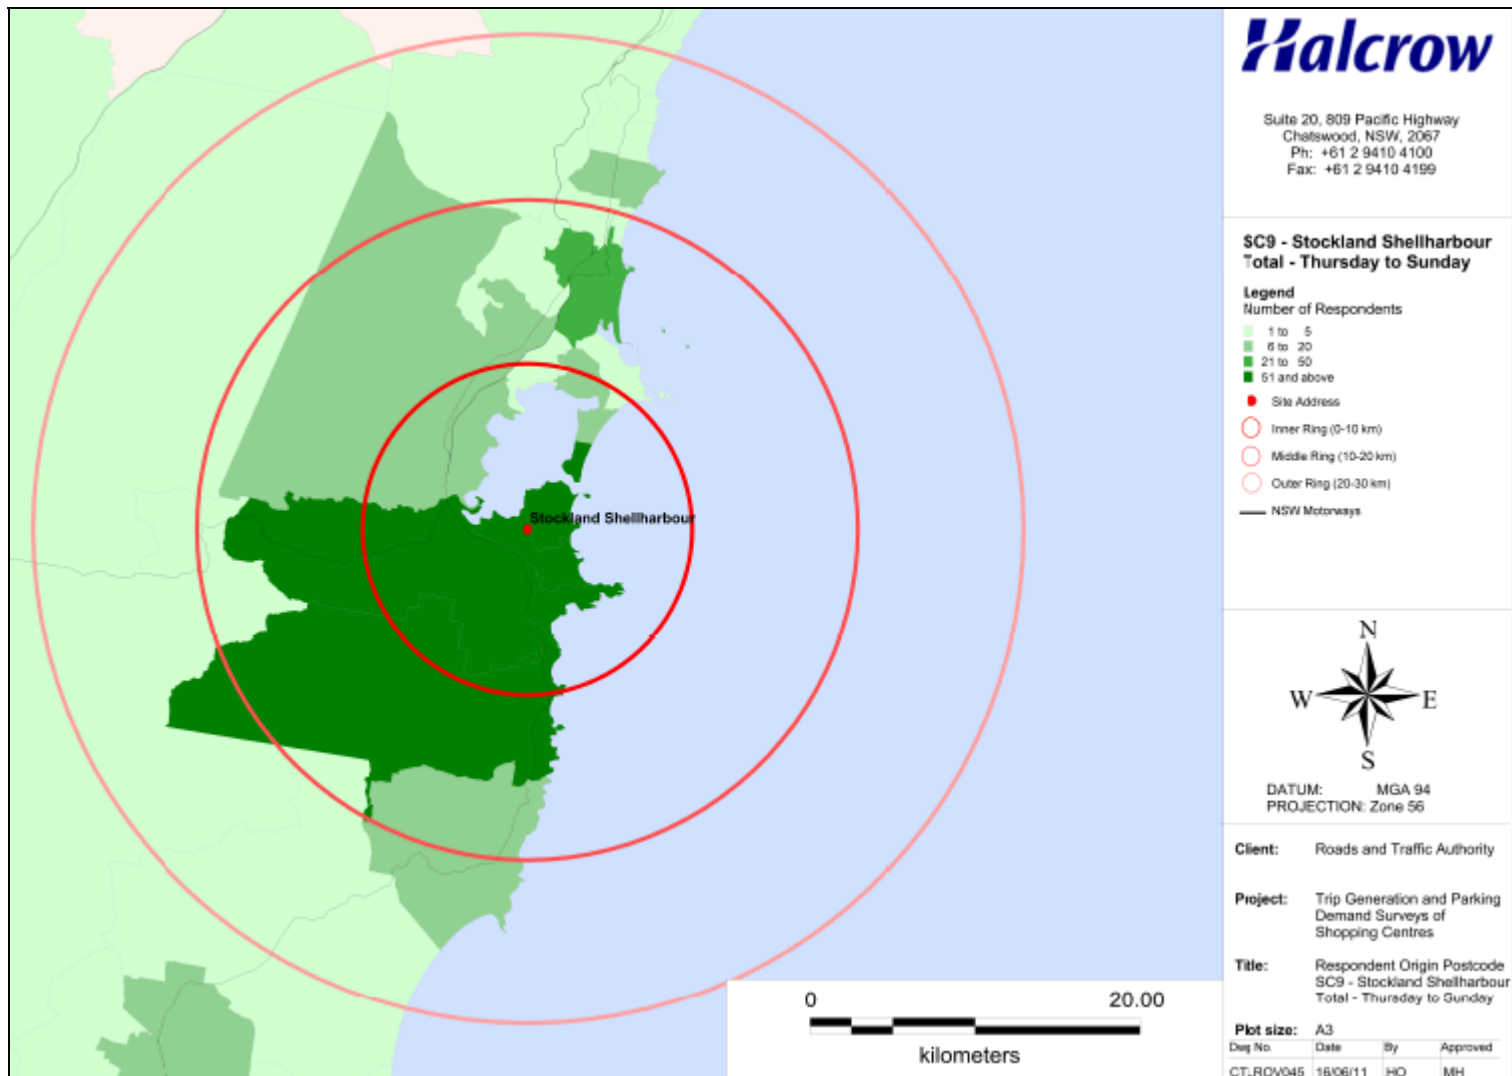 Halcrow
Suite 20, 809 Pacific Highway
Chatswood, NSW, 2067
Ph: +61 2 9410 4100
Fax: +61 2 9410 4199
SC9 - Stockland Shellharbour
Total - Thursday to Sunday
Legend
Number of Respondents
1 to 5
6 to 20
21 to 50
51 and above
Site Address
Inner Ring (0-10 km)
Middle Ring (10-20 km)
Outer Ring (20-30 km)
NSW Motorways
Stockland Shellharbour
N
W E
S
DATUM: MGA 94
PROJECTION: Zone 56
Client: Roads and Traffic Authority
Project: Trip Generation and Parking
Demand Surveys of
Shopping Centres
Title: Respondent Origin Postcode
SC9 - Stockland Shellharbour
Total - Thursday to Sunday
0 20.00
kilometers
Plot size: A3
Dwg No. Date By Approved
CTLROV045 16/06/11 HO MH